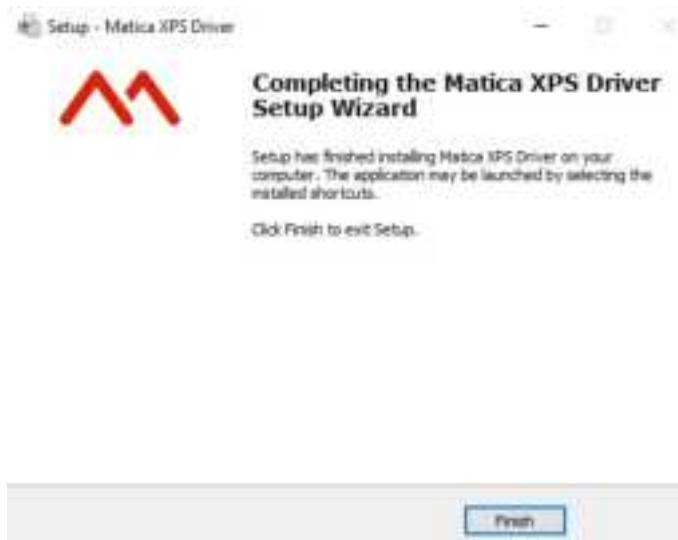 Setup - Matica XPS Driver
Completing the Matica XPS Driver
Setup Wizard
Setup has finished installing Matica XPS Driver on your
computer. The application may be launched by selecting the
installed shortcuts.
Click Finish to exit Setup.
Finish